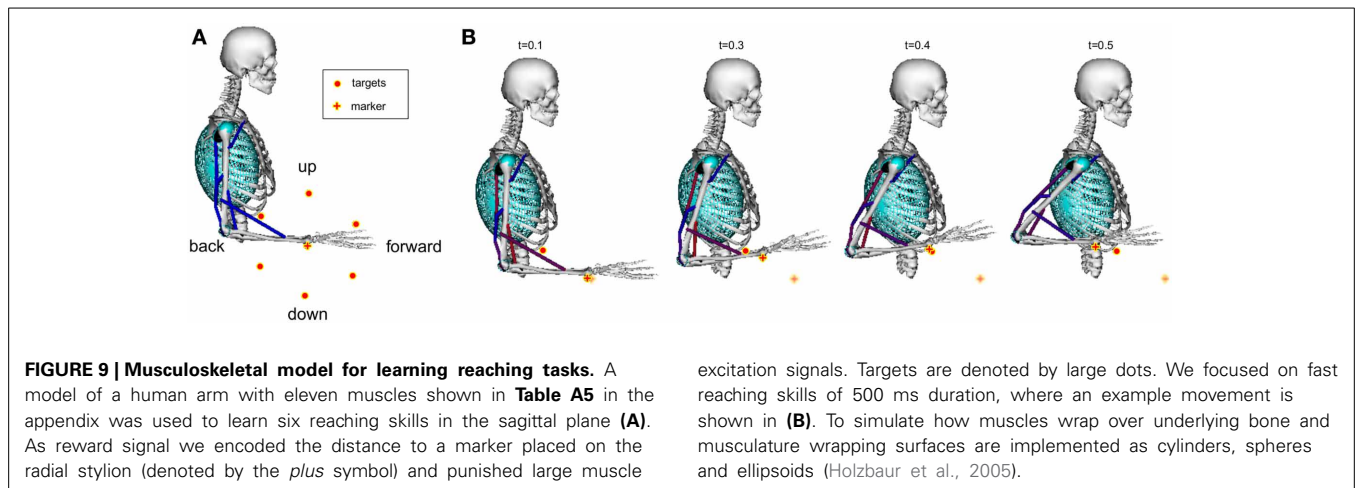 A
B
t=0.1
t=0.3
t=0.4
t=0.5
targets
marker
up
back
forward
down
FIGURE 9 | Musculoskeletal model for learning reaching tasks. A
model of a human arm with eleven muscles shown in Table A5 in the
appendix was used to learn six reaching skills in the sagittal plane (A).
As reward signal we encoded the distance to a marker placed on the
radial stylion (denoted by the plus symbol) and punished large muscle
excitation signals. Targets are denoted by large dots. We focused on fast
reaching skills of 500 ms duration, where an example movement is
shown in (B). To simulate how muscles wrap over underlying bone and
musculature wrapping surfaces are implemented as cylinders, spheres
and ellipsoids (Holzbaur et al., 2005).